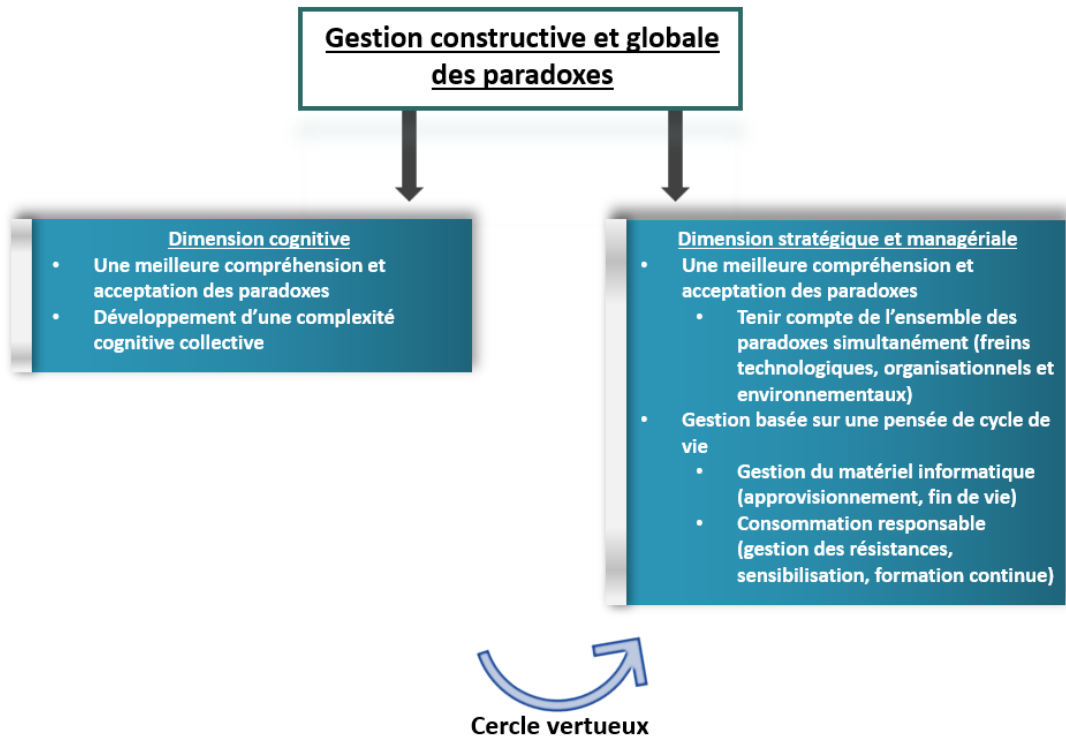 Gestion constructive et globale
des paradoxes
Dimension cognitive
• Une meilleure compréhension et
acceptation des paradoxes
• Développement d’une complexité
cognitive collective
Dimension stratégique et managériale
• Une meilleure compréhension et
acceptation des paradoxes
• Tenir compte de l’ensemble des
paradoxes simultanément (freins
technologiques, organisationnels et
environnementaux)
• Gestion basée sur une pensée de cycle de
vie
• Gestion du matériel informatique
(approvisionnement, fin de vie)
• Consommation responsable
(gestion des résistances,
sensibilisation, formation continue)
Cercle vertueux